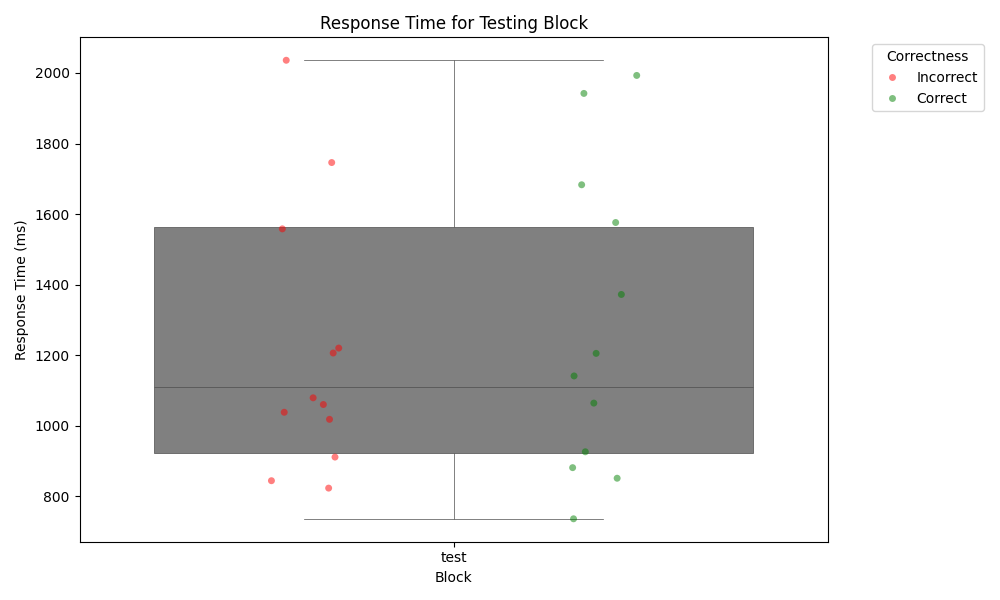 Response Time for Testing Block
Correctness
Incorrect
Correct
2000
1800
1600
1400
1200
1000
800
Response Time (ms)
test
Block